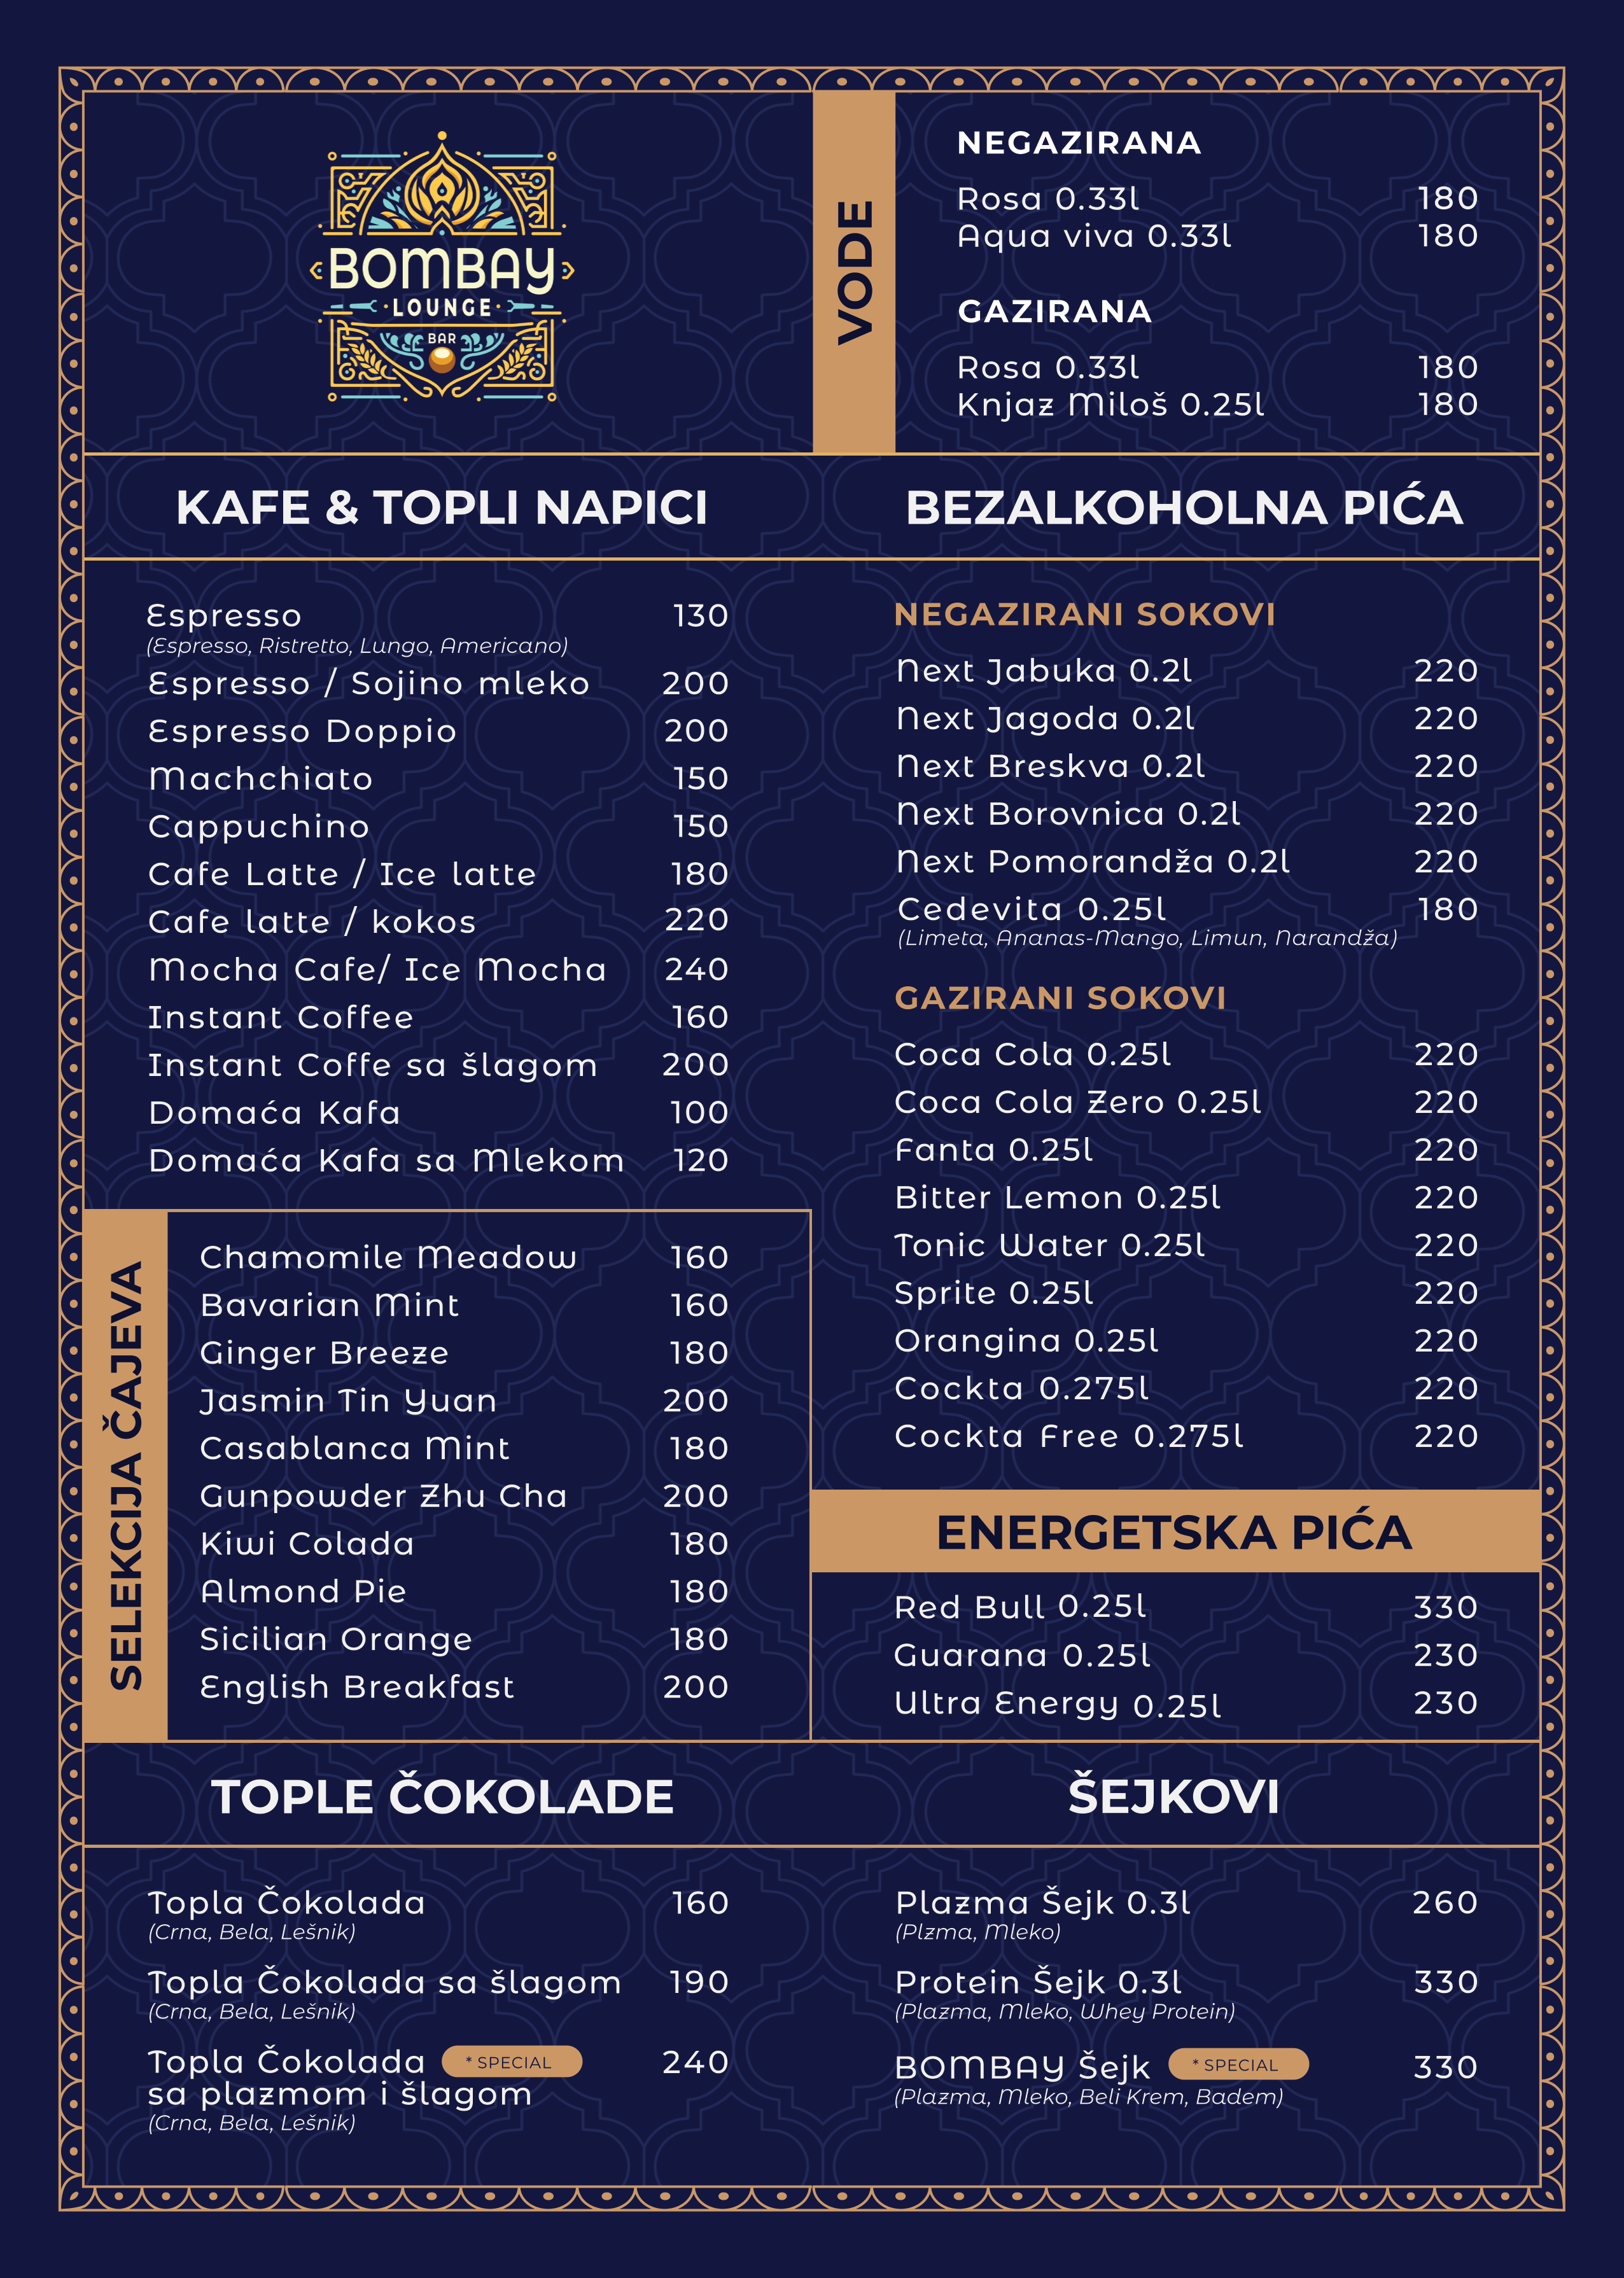 BOMBAY
LOUNGE
BAR
VODE
NEGAZIRANA
Rosa 0.33l 180
Aqua viva 0.33l 180
GAZIRANA
Rosa 0.33l 180
Knjaz Miloš 0.25l 180
KAFE & TOPLI NAPICI
Espresso 130
(Espresso, Ristretto, Lungo, Americano)
Espresso / Sojino mleko 200
Espresso Doppio 200
Machchiato 150
Cappuchino 150
Cafe Latte / Ice latte 180
Cafe latte / kokos 220
Mocha Cafe/ Ice Mocha 240
Instant Coffee 160
Instant Coffe sa šlagom 200
Domaća Kafa 100
Domaća Kafa sa Mlekom 120
SELEKCIJA ČAJEVA
Chamomile Meadow 160
Bavarian Mint 160
Ginger Breeze 180
Jasmin Tin Yuan 200
Casablanca Mint 180
Gunpowder Zhu Cha 200
Kiwi Colada 180
Almond Pie 180
Sicilian Orange 180
English Breakfast 200
BEZALKOHOLNA PIĆA
NEGAZIRANI SOKOVI
Next Jabuka 0.2l 220
Next Jagoda 0.2l 220
Next Breskva 0.2l 220
Next Borovnica 0.2l 220
Next Pomorandža 0.2l 220
Cedevita 0.25l 180
(Limeta, Ananas-Mango, Limun, Narandža)
GAZIRANI SOKOVI
Coca Cola 0.25l 220
Coca Cola Zero 0.25l 220
Fanta 0.25l 220
Bitter Lemon 0.25l 220
Tonic Water 0.25l 220
Sprite 0.25l 220
Orangina 0.25l 220
Cockta 0.275l 220
Cockta Free 0.275l 220
ENERGETSKA PIĆA
Red Bull 0.25l 330
Guarana 0.25l 230
Ultra Energy 0.25l 230
TOPLE ČOKOLADE
Topla Čokolada 160
(Crna, Bela, Lešnik)
Topla Čokolada sa šlagom 190
(Crna, Bela, Lešnik)
Topla Čokolada * SPECIAL 240
sa plazmom i šlagom
(Crna, Bela, Lešnik)
ŠEJKOVI
Plazma Šejk 0.3l 260
(Plzma, Mleko)
Protein Šejk 0.3l 330
(Plazma, Mleko, Whey Protein)
BOMBAY Šejk * SPECIAL 330
(Plazma, Mleko, Beli Krem, Badem)